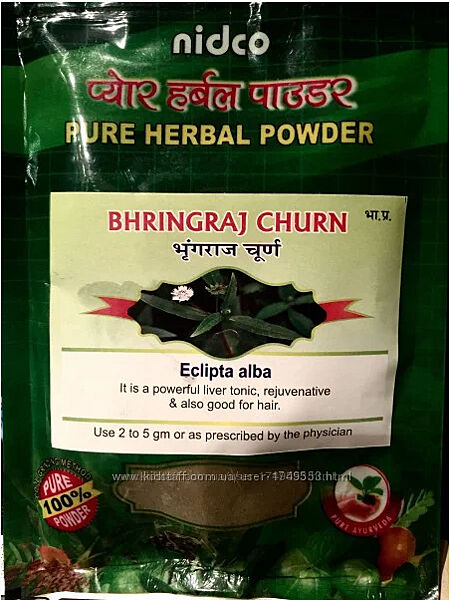 nidco
प्योर हर्बल पाउडर
PURE HERBAL POWDER
BHRINGRAJ CHURN
भा.प्र.
भृंगराज चूर्ण
Eclipta alba
It is a powerful liver tonic, rejuvenative
& also good for hair.
Use 2 to 5 gm or as prescribed by the physician
PURE
100%
POWDER
PURE AYURVEDA